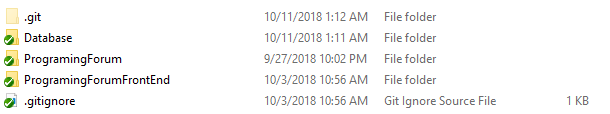 .git 10/11/2018 1:12 AM File folder
Database 10/11/2018 1:11 AM File folder
ProgramingForum 9/27/2018 10:02 PM File folder
ProgramingForumFrontEnd 10/3/2018 10:56 AM File folder
.gitignore 10/3/2018 10:56 AM Git Ignore Source File 1 KB